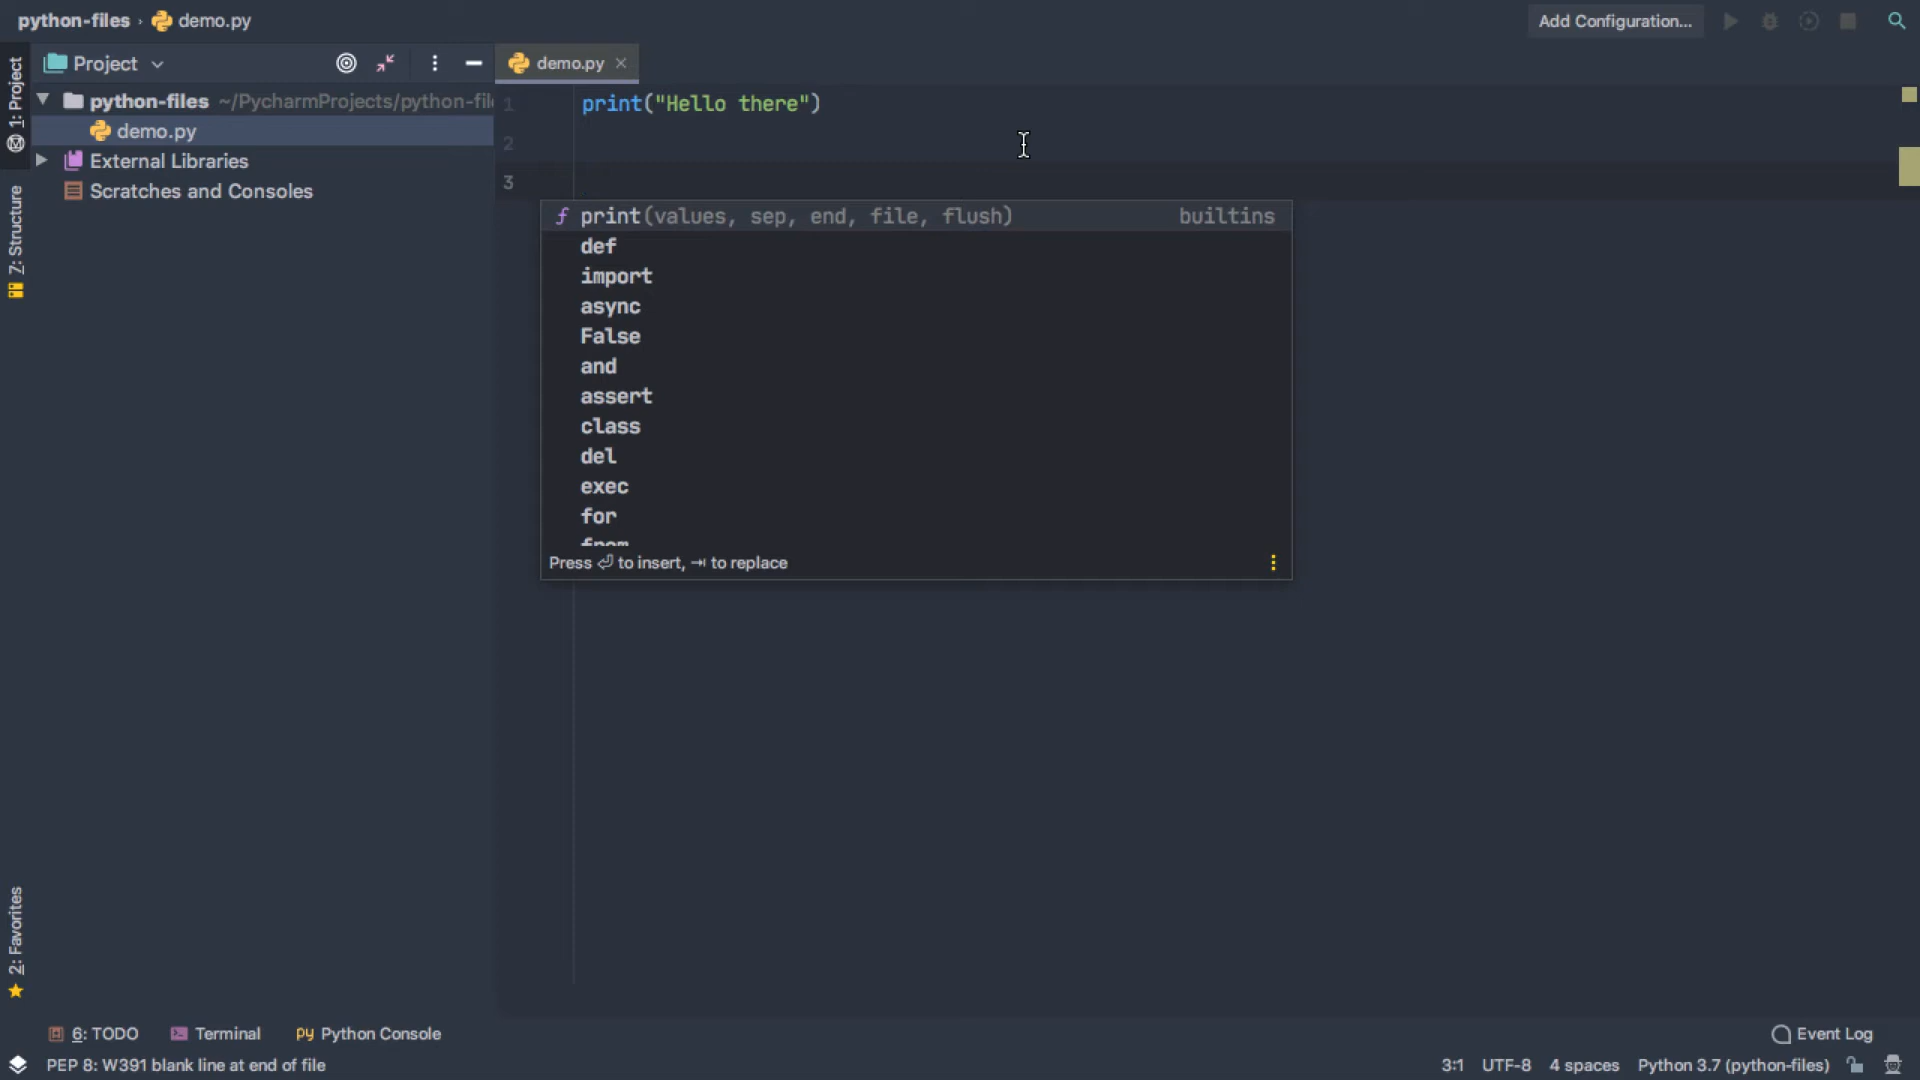 python-files › demo.py
Add Configuration...
1: Project
Project
demo.py
python-files ~/PycharmProjects/python-fil
demo.py
External Libraries
Scratches and Consoles
Z: Structure
2: Favorites
1 print("Hello there")
2
3
f print(values, sep, end, file, flush) builtins
def
import
async
False
and
assert
class
del
exec
for
from
Press ⏎ to insert, ⇥ to replace
6: TODO
Terminal
py Python Console
Event Log
PEP 8: W391 blank line at end of file
3:1 UTF-8 4 spaces Python 3.7 (python-files)